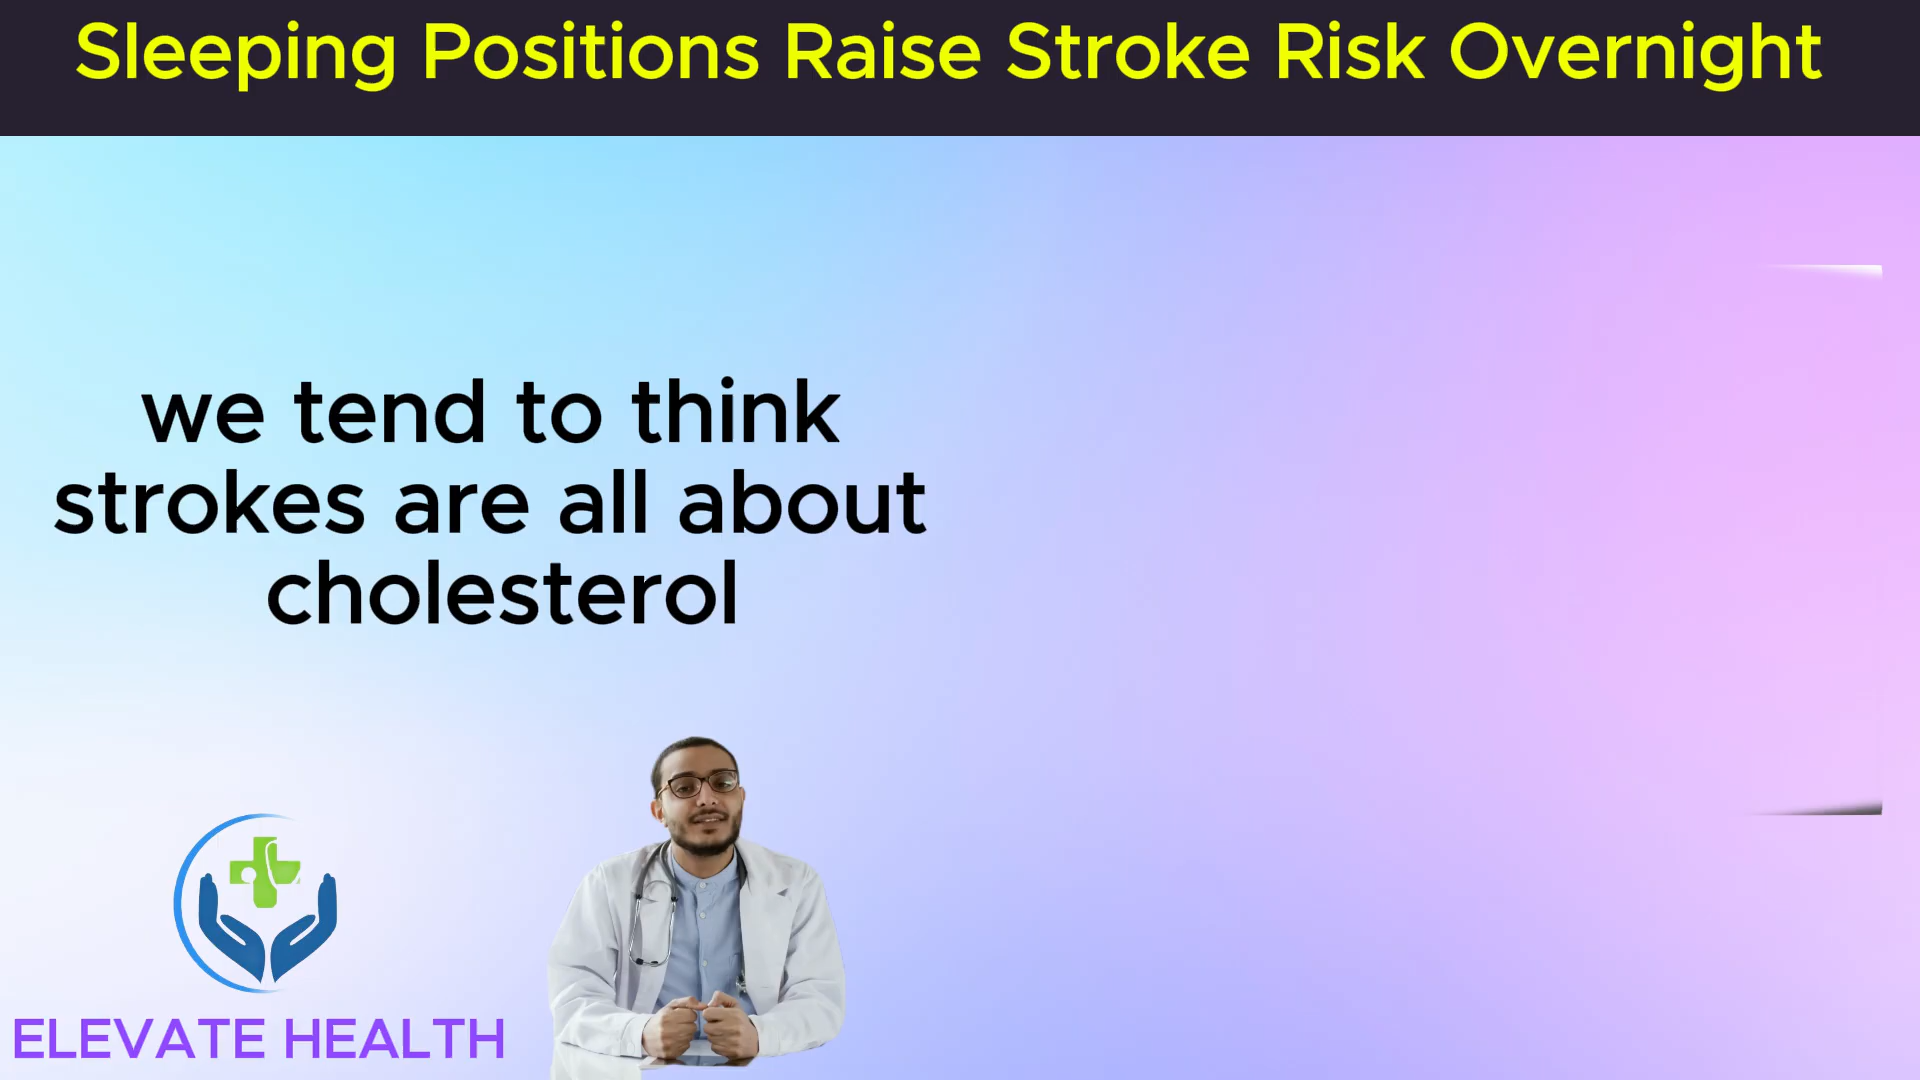 Sleeping Positions Raise Stroke Risk Overnight
we tend to think
strokes are all about
cholesterol
ELEVATE HEALTH